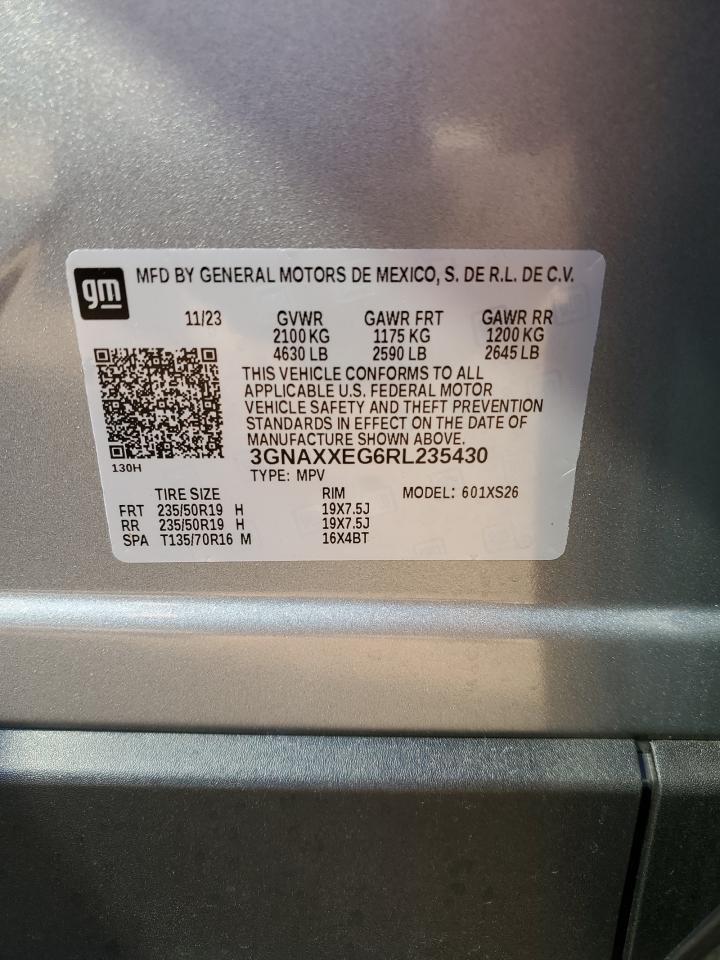 gm MFD BY GENERAL MOTORS DE MEXICO, S. DE R.L. DE C.V.
11/23 GVWR GAWR FRT GAWR RR
2100 KG 1175 KG 1200 KG
4630 LB 2590 LB 2645 LB
THIS VEHICLE CONFORMS TO ALL
APPLICABLE U.S. FEDERAL MOTOR
VEHICLE SAFETY AND THEFT PREVENTION
STANDARDS IN EFFECT ON THE DATE OF
MANUFACTURE SHOWN ABOVE.
130H
3GNAXXEG6RL235430
TYPE: MPV
TIRE SIZE RIM MODEL: 601XS26
FRT 235/50R19 H 19X7.5J
RR 235/50R19 H 19X7.5J
SPA T135/70R16 M 16X4BT